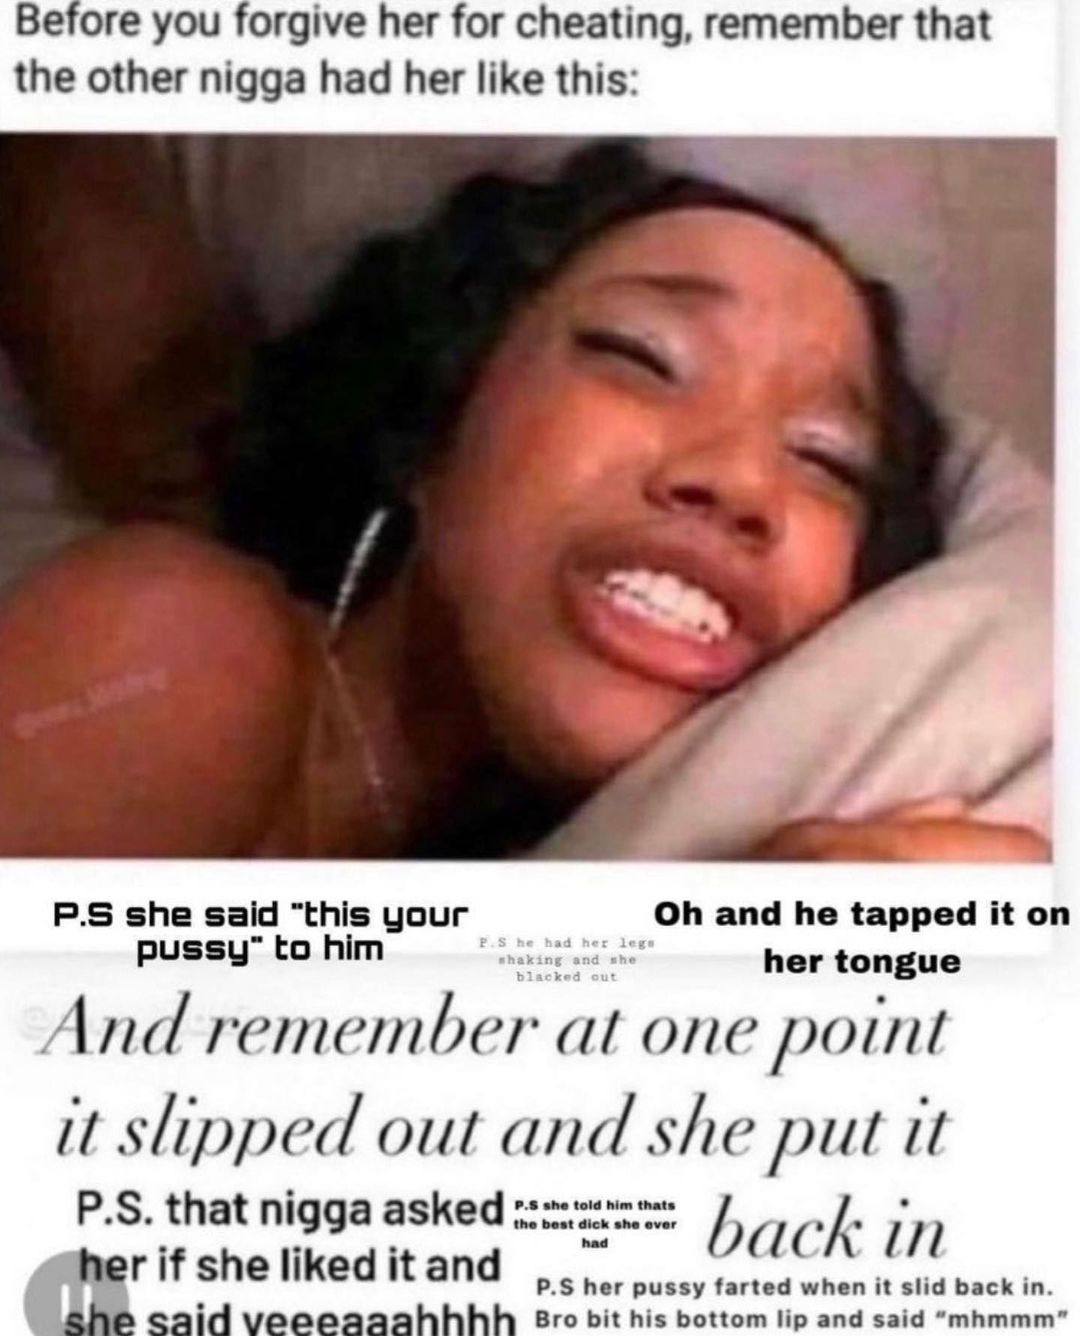 Before you forgive her for cheating, remember that
the other nigga had her like this:
P.S she said "this your
pussy" to him
P.S he had her legs
shaking and she
blacked out
Oh and he tapped it on
her tongue
And remember at one point
it slipped out and she put it
back in
P.S. that nigga asked
her if she liked it and
she said yeeeaaahhhh
P.S she told him thats
the best dick she ever
had
P.S her pussy farted when it slid back in.
Bro bit his bottom lip and said "mhmmm"